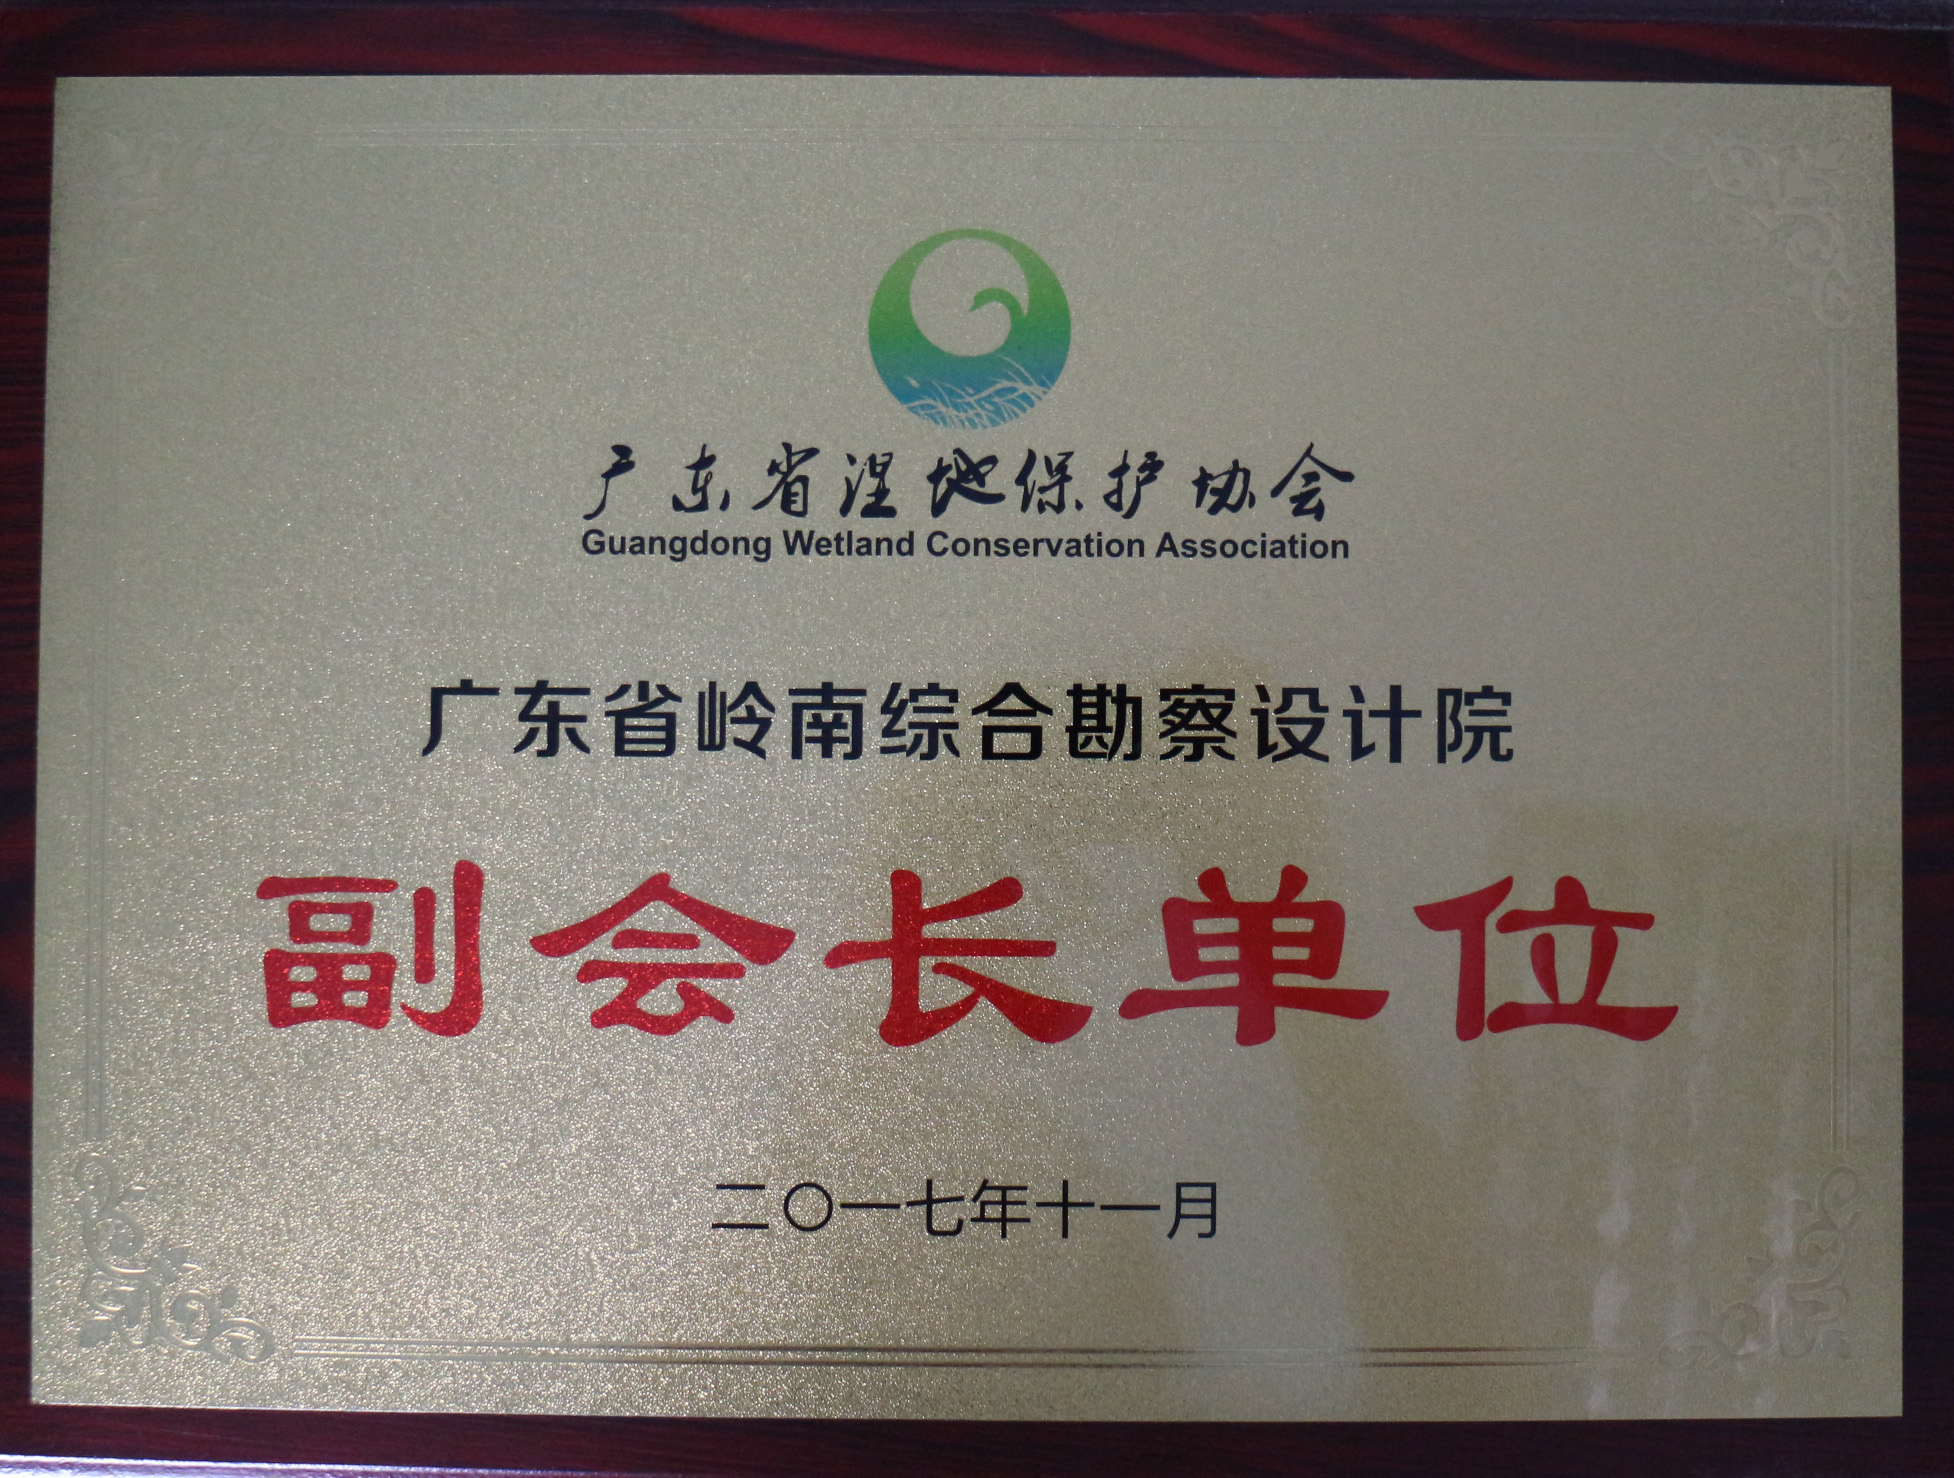 广东省湿地保护协会
Guangdong Wetland Conservation Association
广东省岭南综合勘察设计院
副会长单位
二〇一七年十一月